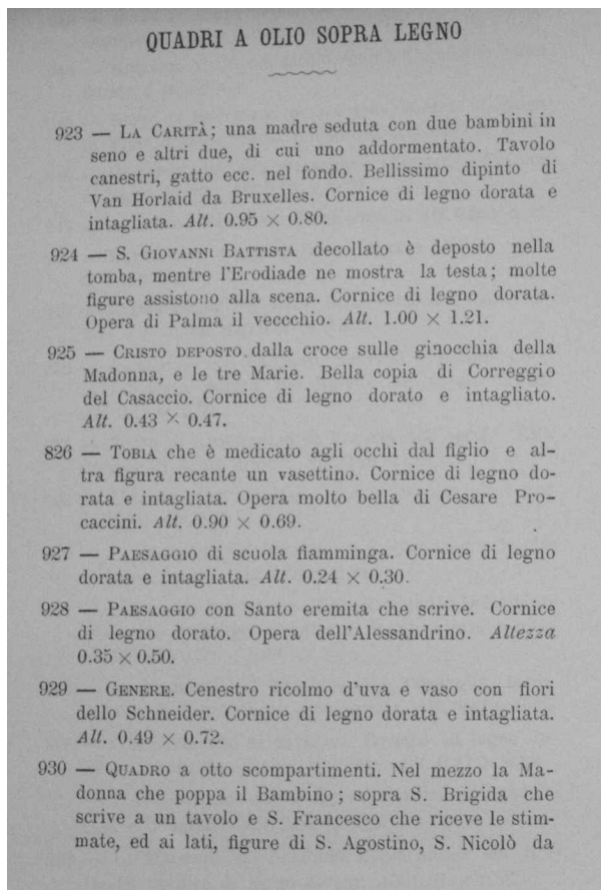 QUADRI A OLIO SOPRA LEGNO
923 — LA CARITÀ; una madre seduta con due bambini in
seno e altri due, di cui uno addormentato. Tavolo
canestri, gatto ecc. nel fondo. Bellissimo dipinto di
Van Horlaid da Bruxelles. Cornice di legno dorata e
intagliata. Alt. 0.95 × 0.80.
924 — S. GIOVANNI BATTISTA decollato è deposto nella
tomba, mentre l'Erodiade ne mostra la testa; molte
figure assistono alla scena. Cornice di legno dorata.
Opera di Palma il veccchio. Alt. 1.00 × 1.21.
925 — CRISTO DEPOSTO dalla croce sulle ginocchia della
Madonna, e le tre Marie. Bella copia di Correggio
del Casaccio. Cornice di legno dorato e intagliato.
Alt. 0.43 × 0.47.
826 — TOBIA che è medicato agli occhi dal figlio e al-
tra figura recante un vasettino. Cornice di legno do-
rata e intagliata. Opera molto bella di Cesare Pro-
caccini. Alt. 0.90 × 0.69.
927 — PAESAGGIO di scuola fiamminga. Cornice di legno
dorata e intagliata. Alt. 0.24 × 0.30.
928 — PAESAGGIO con Santo eremita che scrive. Cornice
di legno dorato. Opera dell'Alessandrino. Altezza
0.35 × 0.50.
929 — GENERE. Cenestro ricolmo d'uva e vaso con fiori
dello Schneider. Cornice di legno dorata e intagliata.
Alt. 0.49 × 0.72.
930 — QUADRO a otto scompartimenti. Nel mezzo la Ma-
donna che poppa il Bambino; sopra S. Brigida che
scrive a un tavolo e S. Francesco che riceve le stim-
mate, ed ai lati, figure di S. Agostino, S. Nicolò da